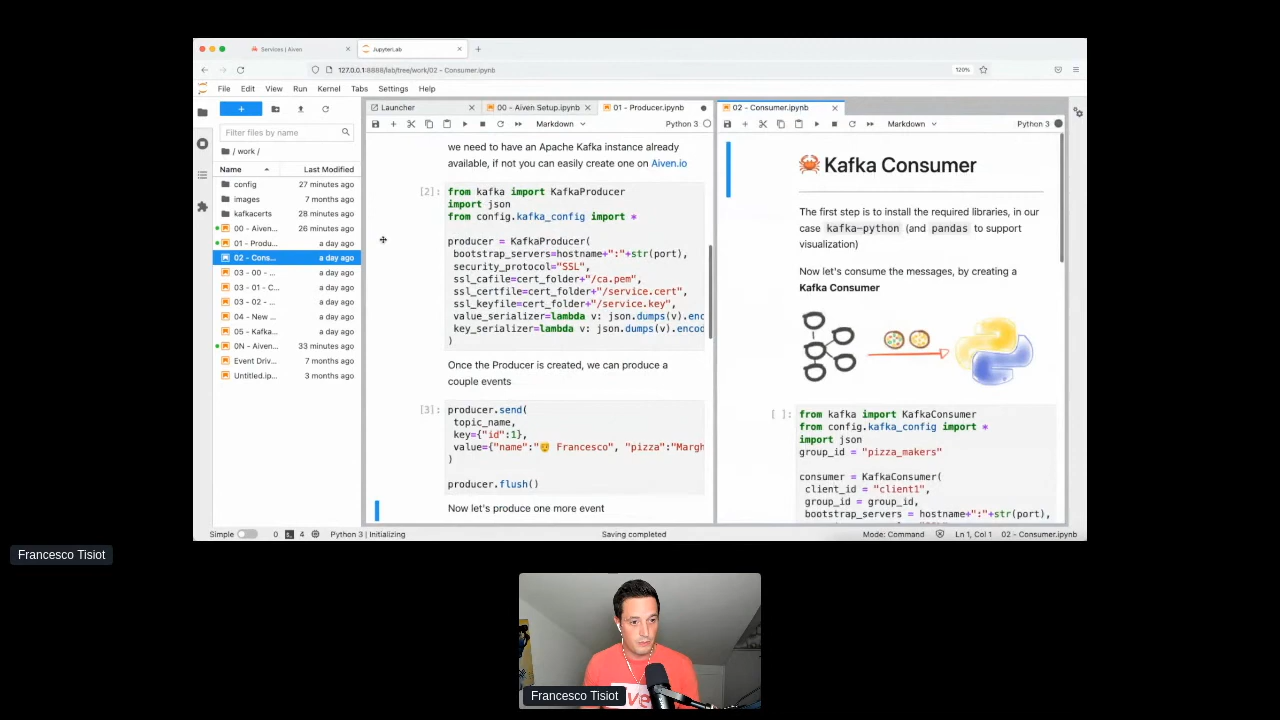 Services | Aiven
JupyterLab
127.0.0.1:8888/lab/tree/work/02 - Consumer.ipynb
120%
File Edit View Run Kernel Tabs Settings Help
Filter files by name
/ work /
Name Last Modified
config 27 minutes ago
images 7 months ago
kafkacerts 28 minutes ago
00 - Aiven... 26 minutes ago
01 - Produ... a day ago
02 - Cons... a day ago
03 - 00 - ... a day ago
03 - 01 - C... a day ago
03 - 02 - ... a day ago
04 - New ... a day ago
05 - Kafka... a day ago
0N - Aiven... 33 minutes ago
Event Driv... 7 months ago
Untitled.ip... 3 months ago
Launcher
00 - Aiven Setup.ipynb
01 - Producer.ipynb
Markdown
Python 3
we need to have an Apache Kafka instance already
available, if not you can easily create one on Aiven.io
[2]: from kafka import KafkaProducer
import json
from config.kafka_config import *
producer = KafkaProducer(
bootstrap_servers=hostname+":"+str(port),
security_protocol="SSL",
ssl_cafile=cert_folder+"/ca.pem",
ssl_certfile=cert_folder+"/service.cert",
ssl_keyfile=cert_folder+"/service.key",
value_serializer=lambda v: json.dumps(v).enc
key_serializer=lambda v: json.dumps(v).encod
)
Once the Producer is created, we can produce a
couple events
[3]: producer.send(
topic_name,
key={"id":1},
value={"name":"👨 Francesco", "pizza":"Margh
)
producer.flush()
Now let's produce one more event
02 - Consumer.ipynb
Markdown
Python 3
🦀 Kafka Consumer
The first step is to install the required libraries, in our
case kafka-python (and pandas to support
visualization)
Now let's consume the messages, by creating a
Kafka Consumer
[ ]: from kafka import KafkaConsumer
from config.kafka_config import *
import json
group_id = "pizza_makers"
consumer = KafkaConsumer(
client_id = "client1",
group_id = group_id,
bootstrap_servers = hostname+":"+str(port),
Simple 0 4 Python 3 | Initializing Saving completed Mode: Command Ln 1, Col 1 02 - Consumer.ipynb
Francesco Tisiot
Francesco Tisiot